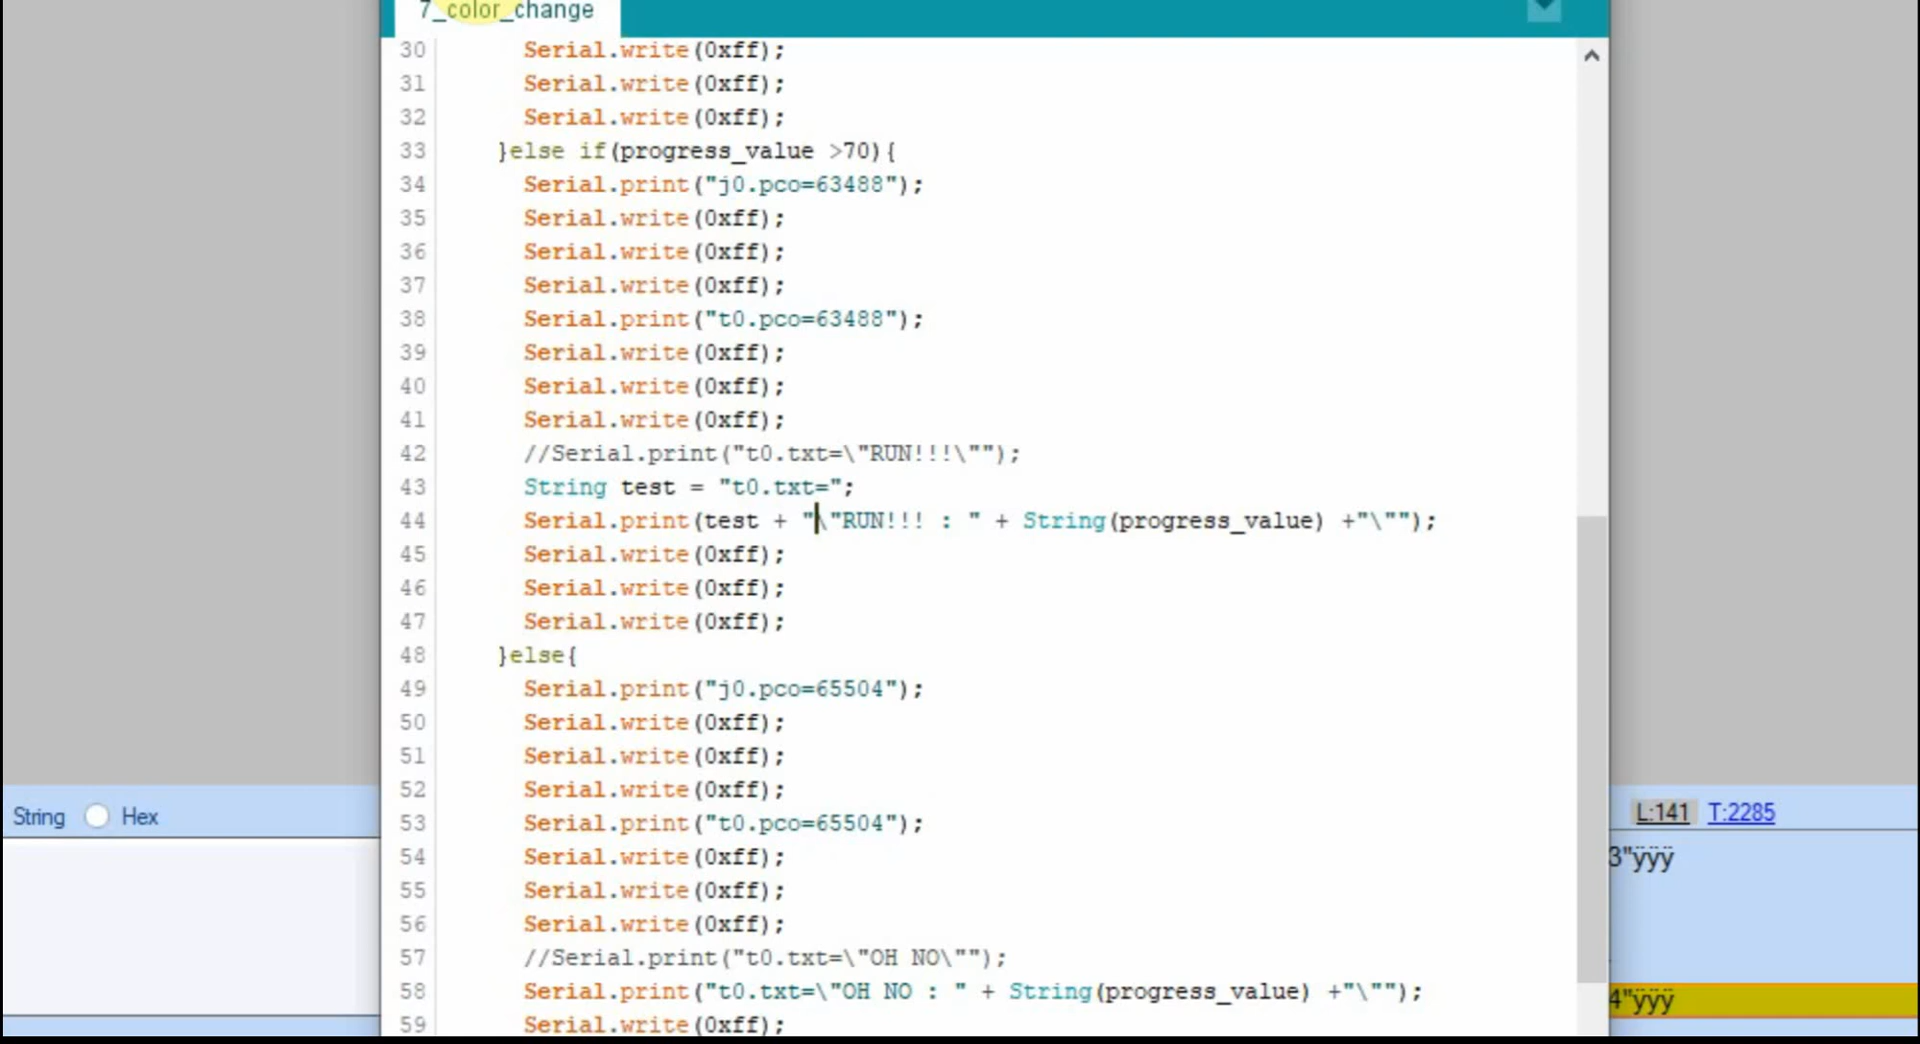 7_color_change
30 Serial.write(0xff);
31 Serial.write(0xff);
32 Serial.write(0xff);
33 }else if(progress_value >70){
34 Serial.print("j0.pco=63488");
35 Serial.write(0xff);
36 Serial.write(0xff);
37 Serial.write(0xff);
38 Serial.print("t0.pco=63488");
39 Serial.write(0xff);
40 Serial.write(0xff);
41 Serial.write(0xff);
42 //Serial.print("t0.txt=\"RUN!!!\"");
43 String test = "t0.txt=";
44 Serial.print(test + "\"RUN!!! : " + String(progress_value) +"\"");
45 Serial.write(0xff);
46 Serial.write(0xff);
47 Serial.write(0xff);
48 }else{
49 Serial.print("j0.pco=65504");
50 Serial.write(0xff);
51 Serial.write(0xff);
52 Serial.write(0xff);
53 Serial.print("t0.pco=65504");
54 Serial.write(0xff);
55 Serial.write(0xff);
56 Serial.write(0xff);
57 //Serial.print("t0.txt=\"OH NO\"");
58 Serial.print("t0.txt=\"OH NO : " + String(progress_value) +"\"");
59 Serial.write(0xff);
String Hex
L:141 T:2285
3"ÿÿÿ
4"ÿÿÿ